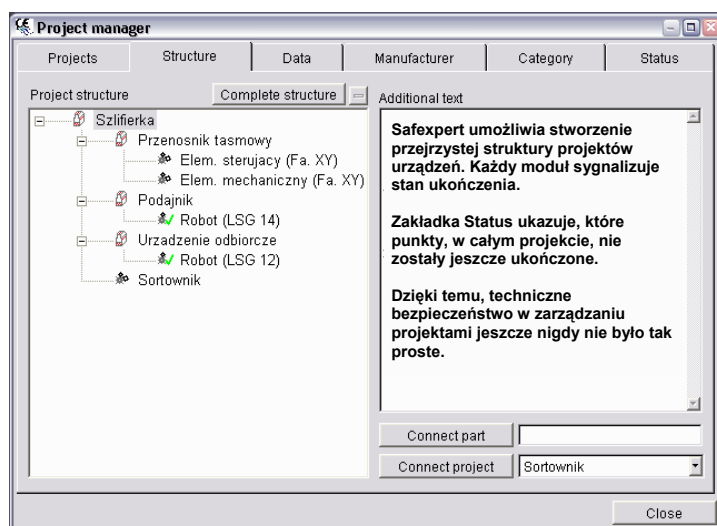 Project manager
Projects
Structure
Data
Manufacturer
Category
Status
Project structure
Complete structure
Additional text
Szlifierka
Przenosnik tasmowy
Elem. sterujacy (Fa. XY)
Elem. mechaniczny (Fa. XY)
Podajnik
Robot (LSG 14)
Urzadzenie odbiorcze
Robot (LSG 12)
Sortownik
Safexpert umożliwia stworzenie
przejrzystej struktury projektów
urządzeń. Każdy moduł sygnalizuje
stan ukończenia.
Zakładka Status ukazuje, które
punkty, w całym projekcie, nie
zostały jeszcze ukończone.
Dzięki temu, techniczne
bezpieczeństwo w zarządzaniu
projektami jeszcze nigdy nie było tak
proste.
Connect part
Connect project
Sortownik
Close